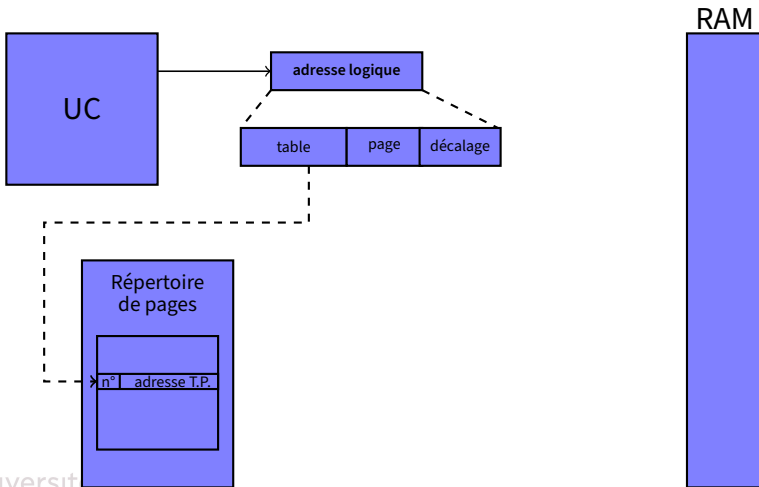 RAM
UC
adresse logique
table page décalage
Répertoire
de pages
n° adresse T.P.